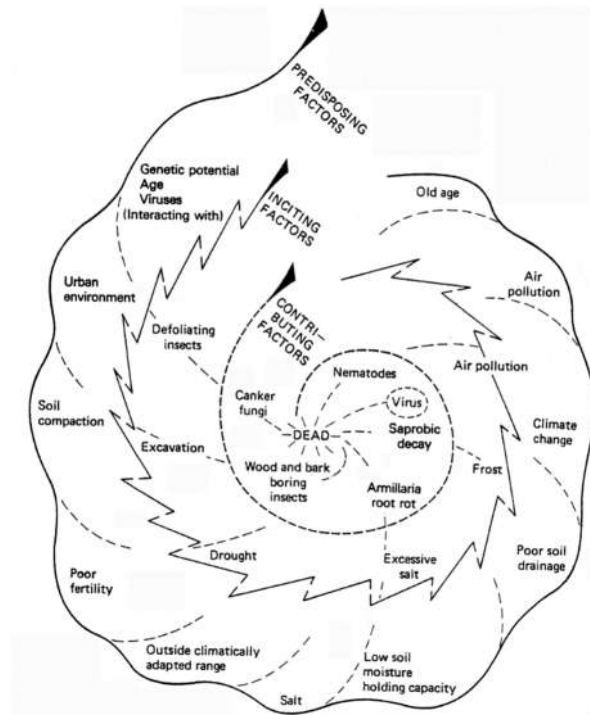 PREDISPOSING
FACTORS
Genetic potential
Age
Viruses
(Interacting with)
INCITING
FACTORS
Old age
Urban
environment
Air
pollution
Defoliating
insects
CONTRI-
BUTING
FACTORS
Nematodes
Air pollution
Canker
fungi
Virus
Soil
compaction
Excavation
DEAD
Saprobic
decay
Climate
change
Wood and bark
boring
insects
Armillaria
root rot
Frost
Drought
Excessive
salt
Poor soil
drainage
Poor
fertility
Outside climatically
adapted range
Salt
Low soil
moisture
holding capacity